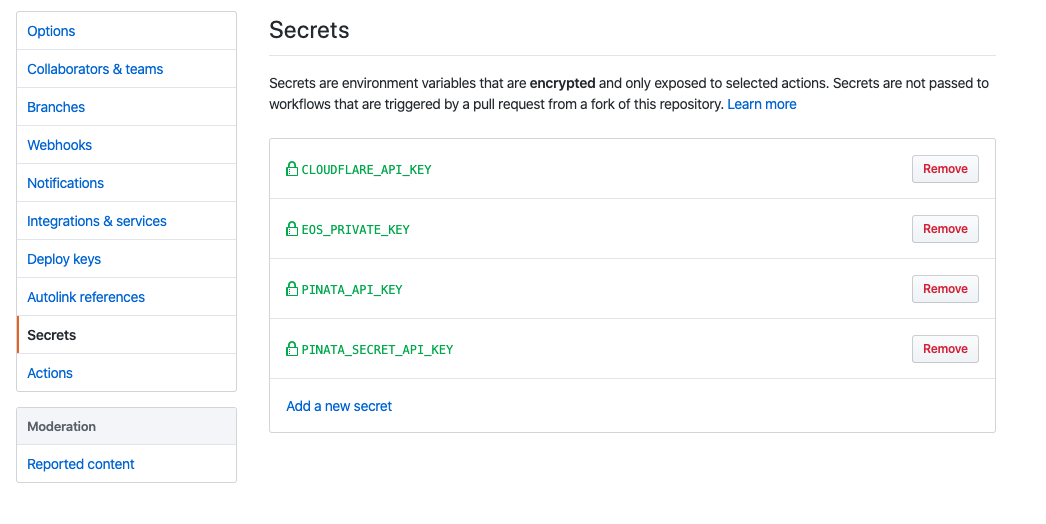 Options
Collaborators & teams
Branches
Webhooks
Notifications
Integrations & services
Deploy keys
Autolink references
Secrets
Actions
Moderation
Reported content
Secrets
Secrets are environment variables that are encrypted and only exposed to selected actions. Secrets are not passed to
workflows that are triggered by a pull request from a fork of this repository. Learn more
CLOUDFLARE_API_KEY Remove
EOS_PRIVATE_KEY Remove
PINATA_API_KEY Remove
PINATA_SECRET_API_KEY Remove
Add a new secret